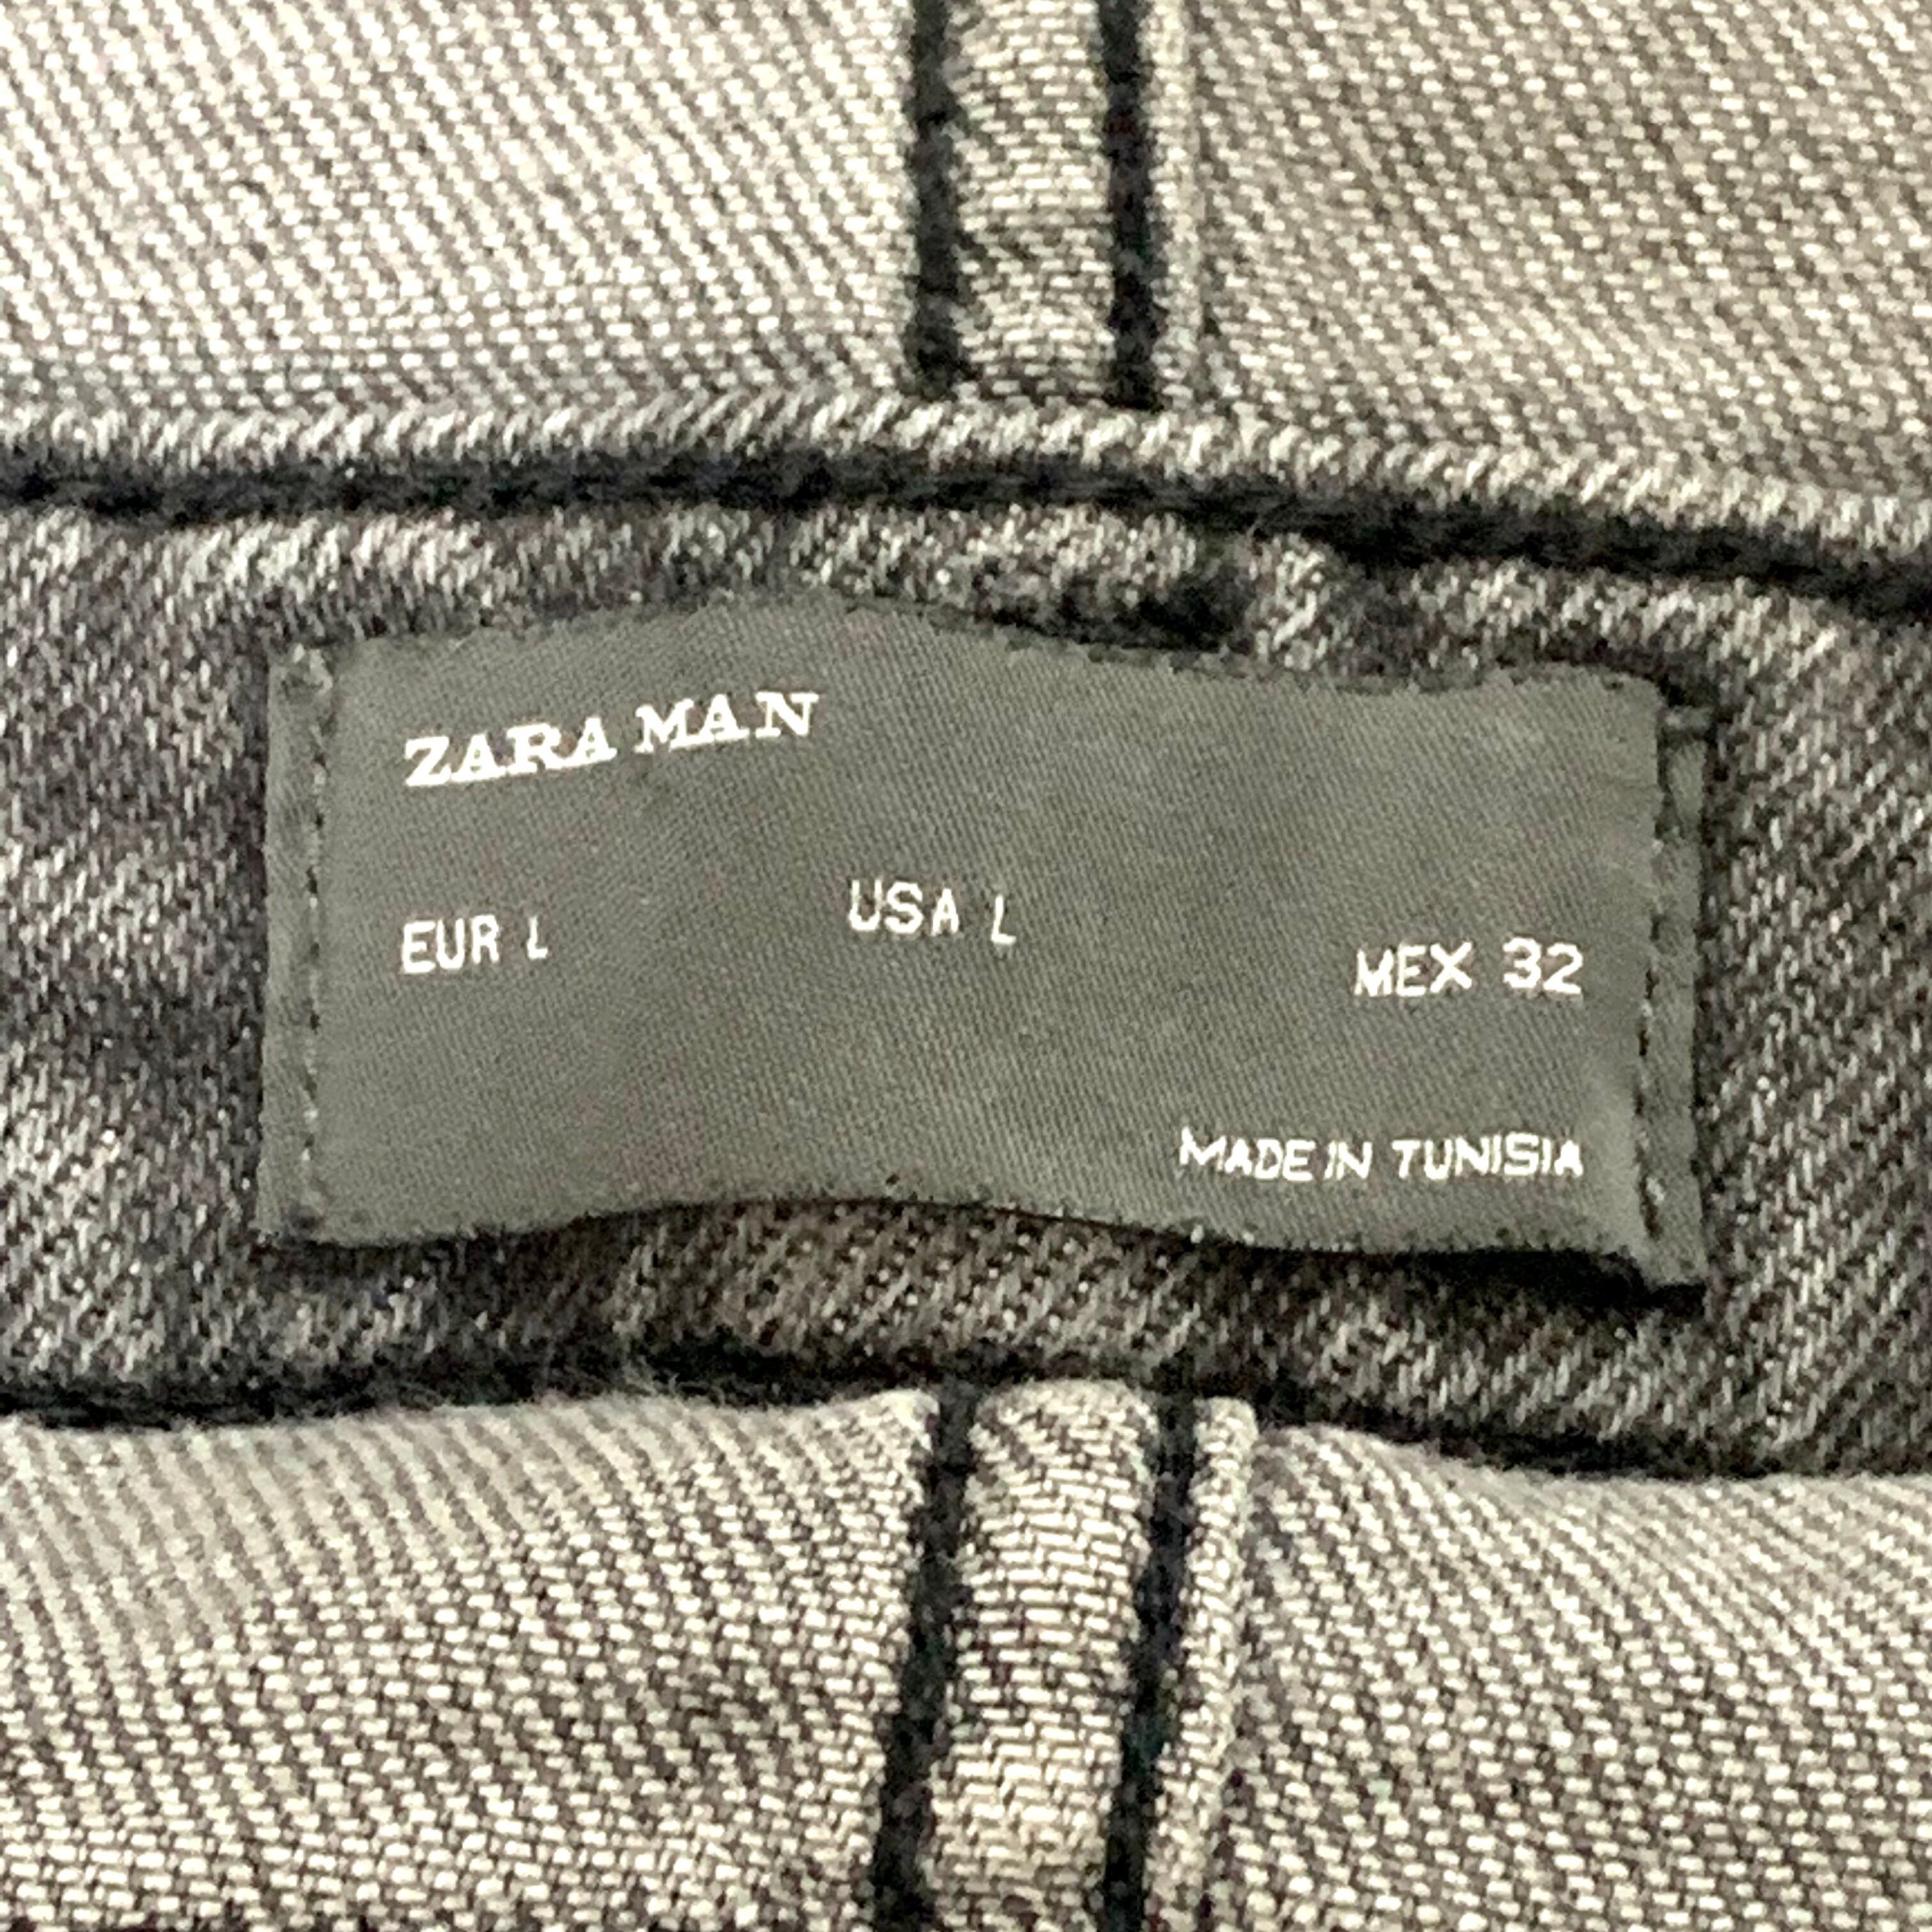 ZARA MAN
EUR L USA L MEX 32
MADE IN TUNISIA